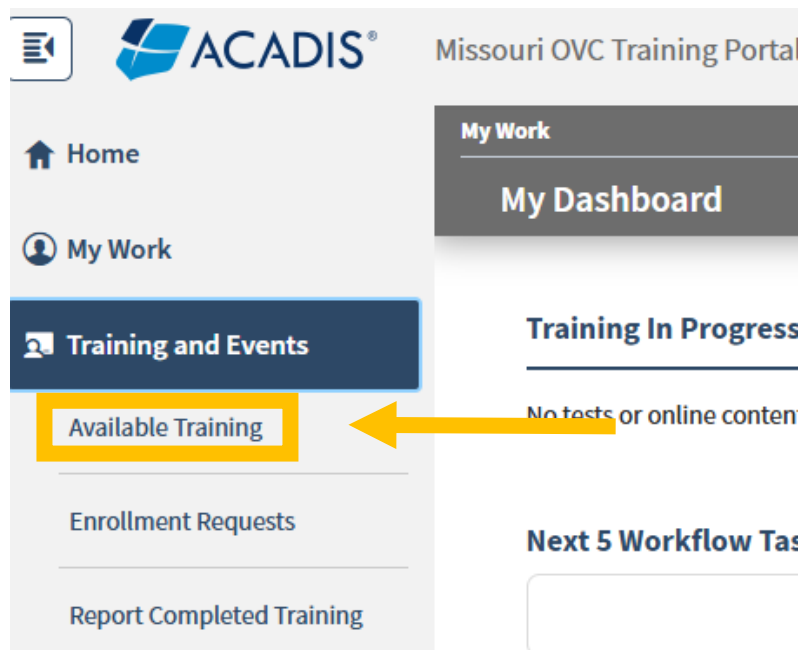 ACADIS®
Missouri OVC Training Portal
Home
My Work
Training and Events
Available Training
Enrollment Requests
Report Completed Training
My Work
My Dashboard
Training In Progress
No tests or online content
Next 5 Workflow Tas